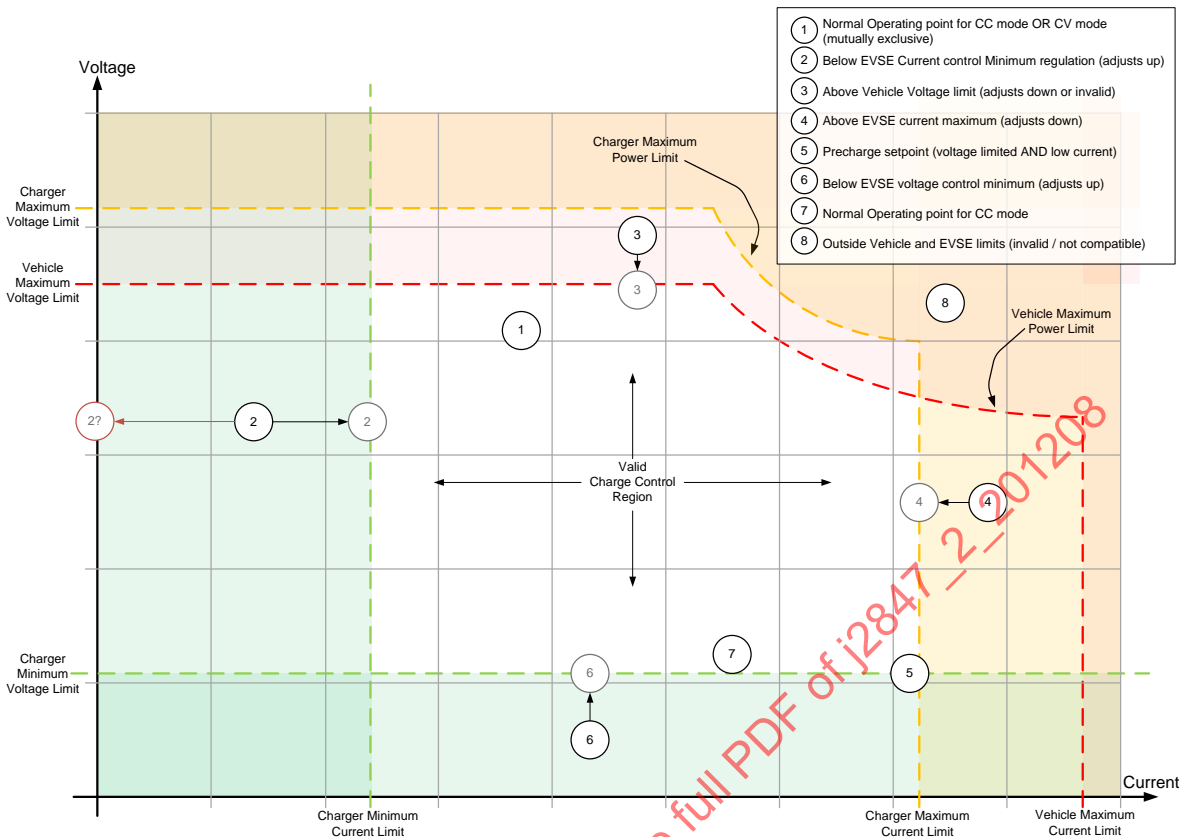 1
Normal Operating point for CC mode OR CV mode
(mutually exclusive)
2
Below EVSE Current control Minimum regulation (adjusts up)
3
Above Vehicle Voltage limit (adjusts down or invalid)
4
Above EVSE current maximum (adjusts down)
5
Precharge setpoint (voltage limited AND low current)
6
Below EVSE voltage control minimum (adjusts up)
7
Normal Operating point for CC mode
8
Outside Vehicle and EVSE limits (invalid / not compatible)
Voltage
Charger Maximum
Power Limit
Charger
Maximum
Voltage Limit
3
Vehicle
Maximum
Voltage Limit
3
8
Vehicle Maximum
Power Limit
1
2?
2
2
Valid
Charge Control
Region
4
4
7
Charger
Minimum
Voltage Limit
6
5
6
Current
Charger Minimum
Current Limit
Charger Maximum
Current Limit
Vehicle Maximum
Current Limit
full PDF of j2847_2_201208